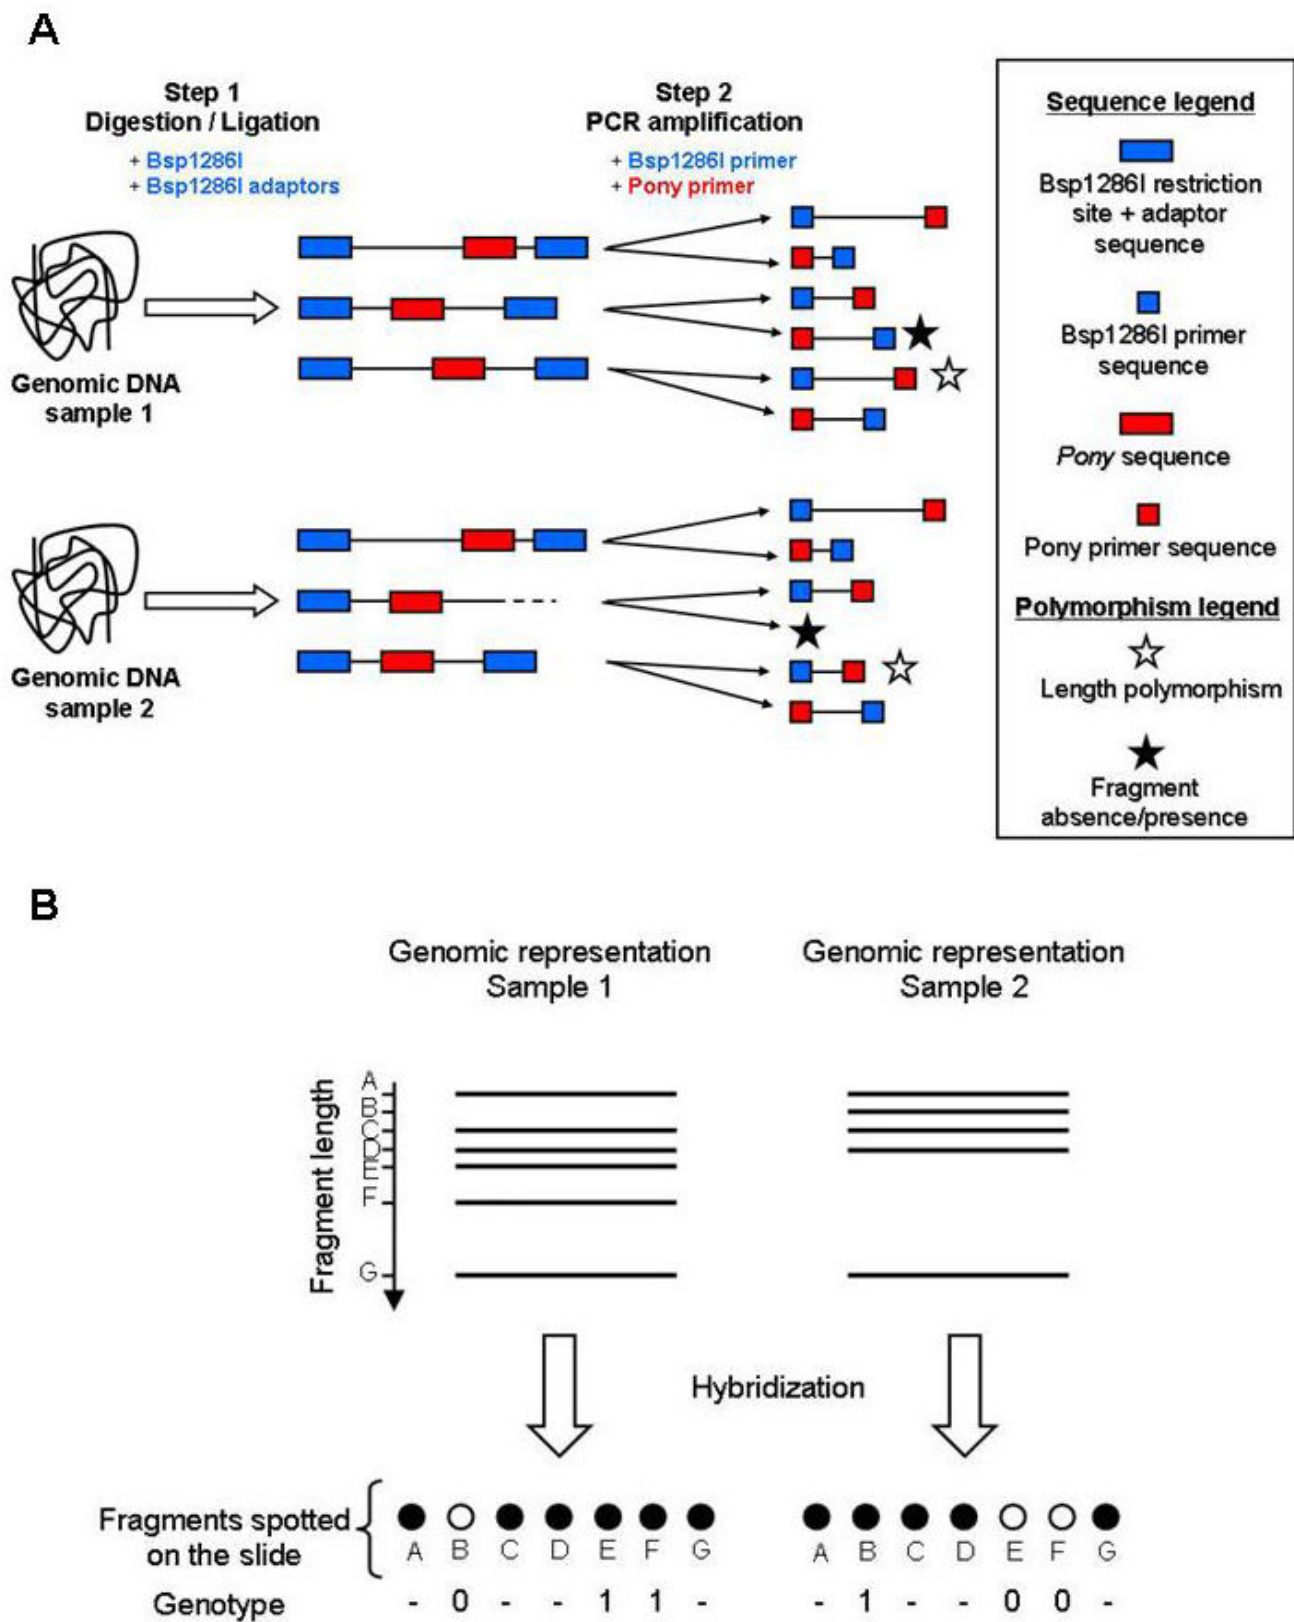 A
Step 1
Digestion / Ligation
+ Bsp1286I
+ Bsp1286I adaptors
Step 2
PCR amplification
+ Bsp1286I primer
+ Pony primer
Genomic DNA
sample 1
Genomic DNA
sample 2
Sequence legend
Bsp1286I restriction
site + adaptor
sequence
Bsp1286I primer
sequence
Pony sequence
Pony primer sequence
Polymorphism legend
Length polymorphism
Fragment
absence/presence
B
Genomic representation
Sample 1
Genomic representation
Sample 2
Fragment length
A
B
C
D
E
F
G
Hybridization
Fragments spotted
on the slide
A B C D E F G
A B C D E F G
Genotype
- 0 - - 1 1 -
- 1 - - 0 0 -